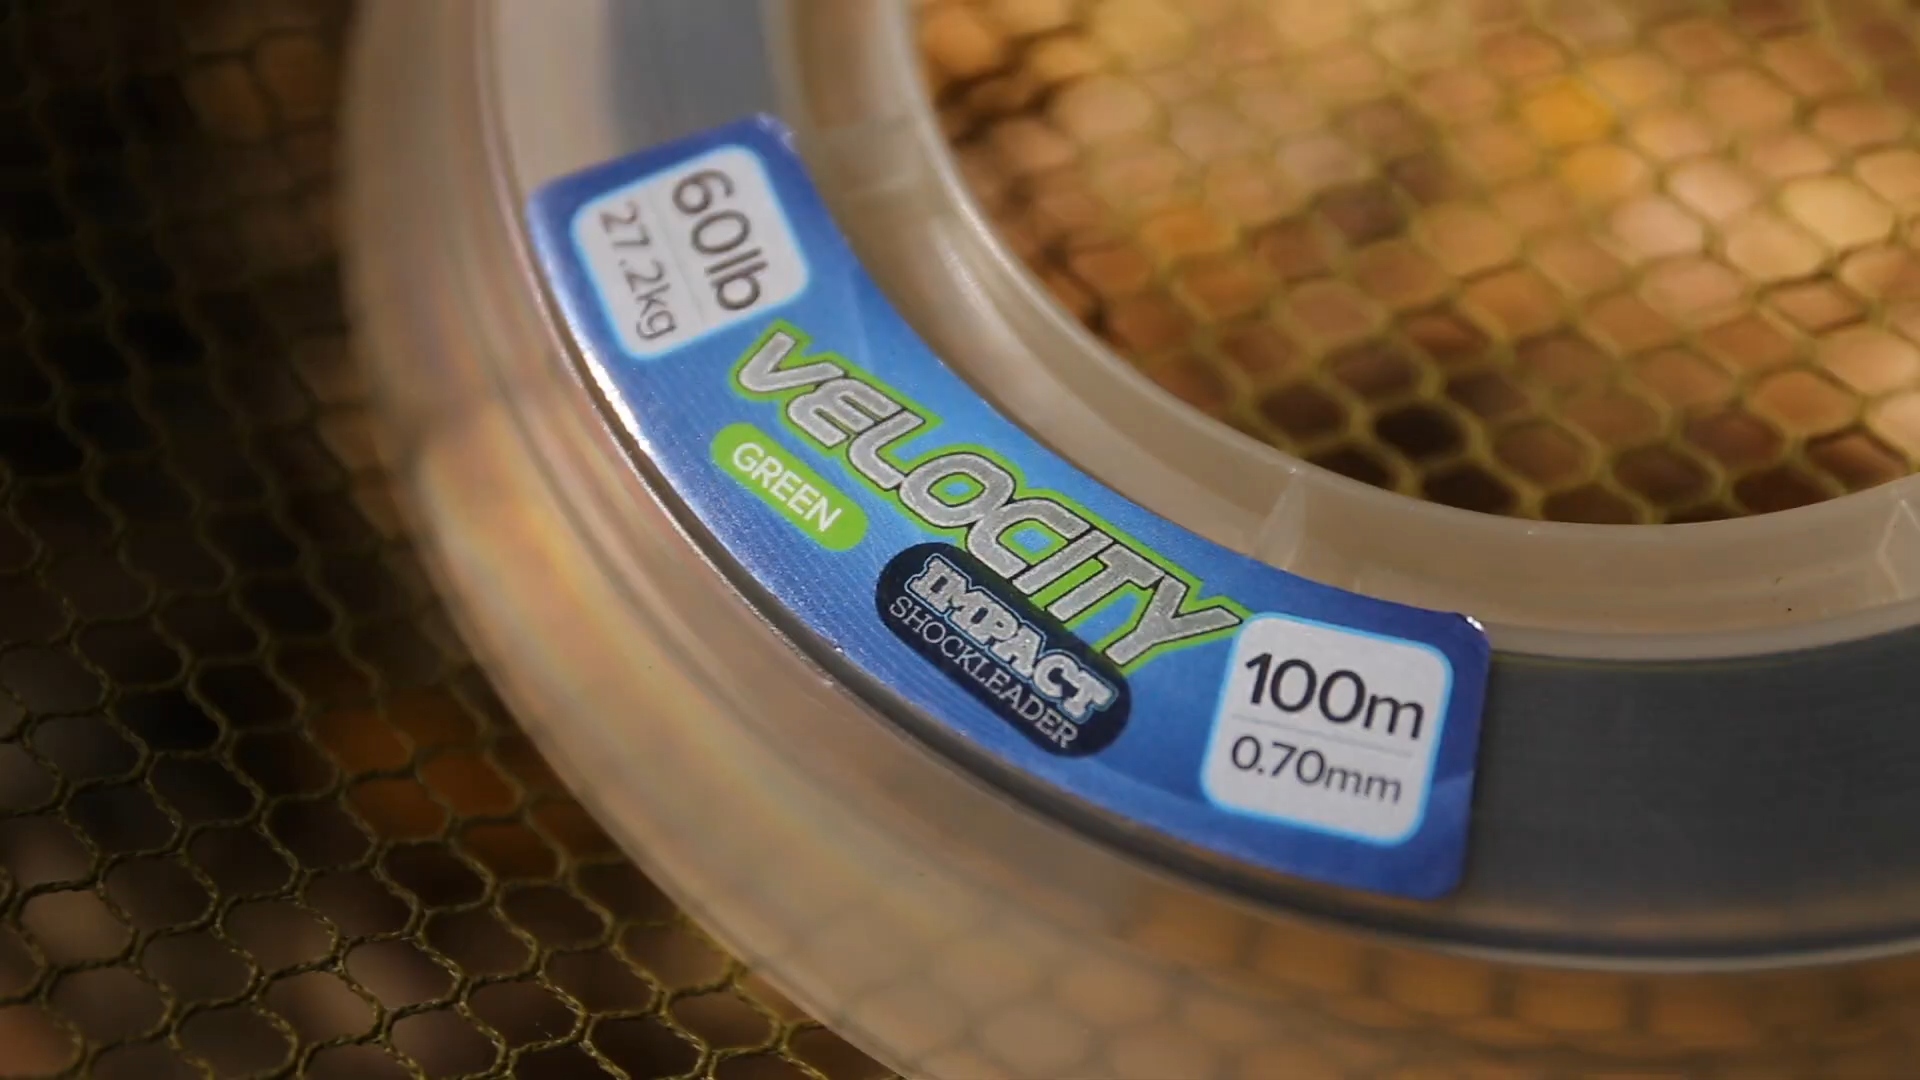 60lb
27.2kg
VELOCITY
GREEN
IMPACT
SHOCKLEADER
100m
0.70mm